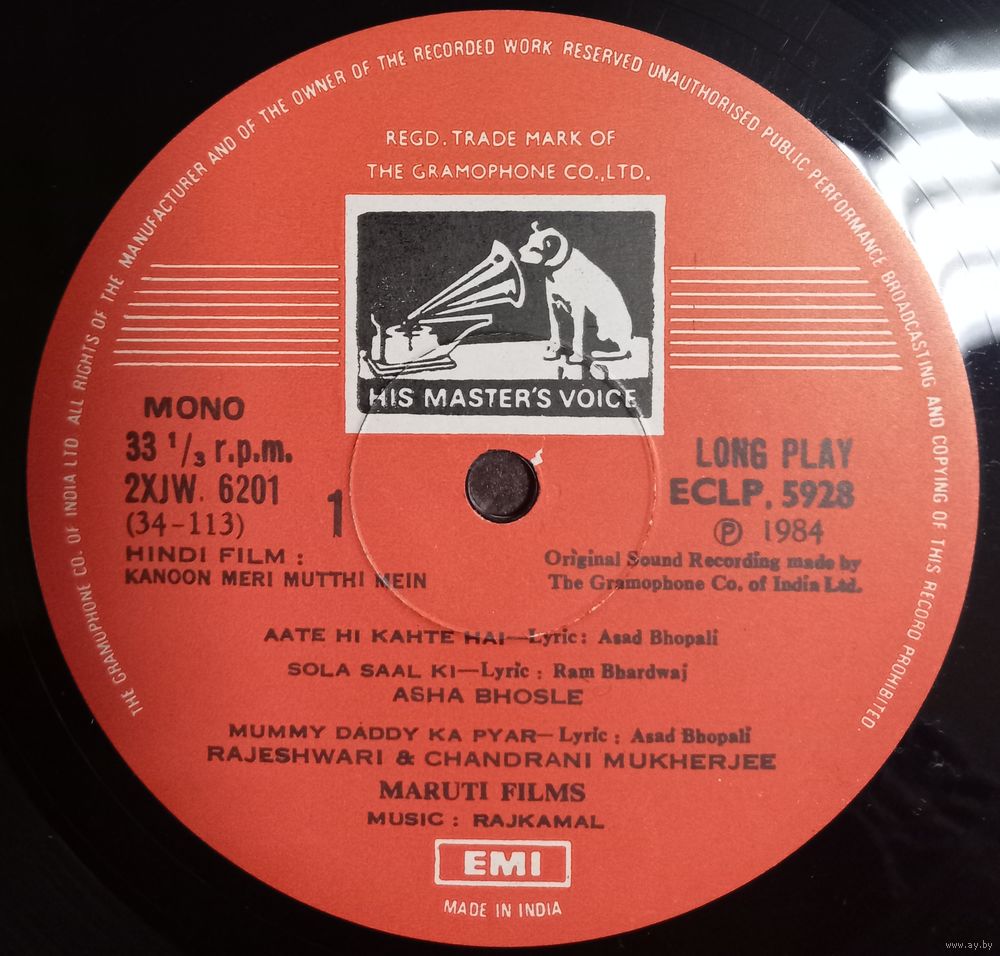 THE GRAMOPHONE CO. OF INDIA LTD ALL RIGHTS OF THE MANUFACTURER AND OF THE OWNER OF THE RECORDED WORK RESERVED UNAUTHORISED PUBLIC PERFORMANCE BROADCASTING AND COPYING OF THIS RECORD PROHIBITED
REGD. TRADE MARK OF
THE GRAMOPHONE CO.,LTD.
HIS MASTER'S VOICE
MONO
33 ¹/₃ r.p.m.
2XJW. 6201
(34-113)
1
LONG PLAY
ECLP. 5928
Ⓟ 1984
HINDI FILM :
KANOON MERI MUTTHI MEIN
Original Sound Recording made by
The Gramophone Co. of India Ltd.
AATE HI KAHTE HAI—Lyric: Asad Bhopali
SOLA SAAL KI—Lyric : Ram Bhardwaj
ASHA BHOSLE
MUMMY DADDY KA PYAR—Lyric : Asad Bhopali
RAJESHWARI & CHANDRANI MUKHERJEE
MARUTI FILMS
MUSIC : RAJKAMAL
EMI
MADE IN INDIA
www.ay.by